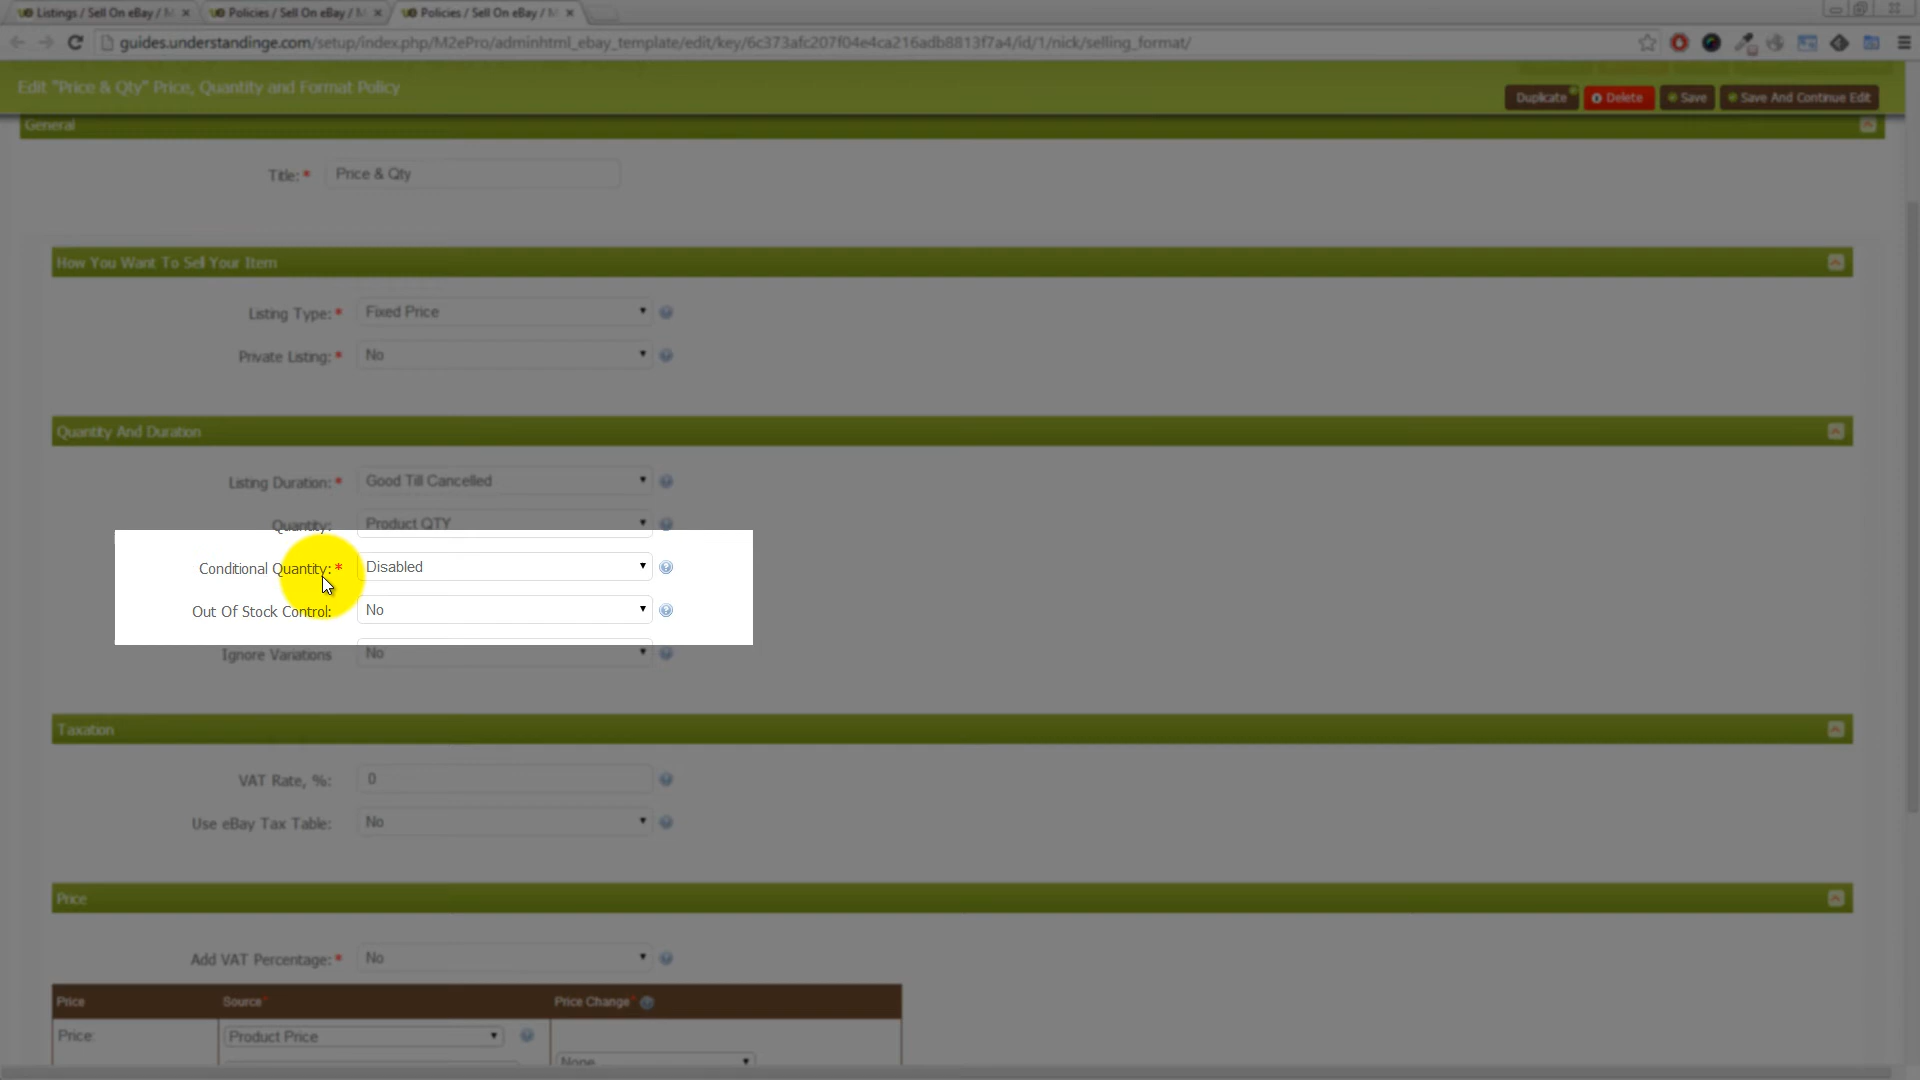 Listings / Sell On eBay / M
Policies / Sell On eBay / M
Policies / Sell On eBay / M
guides.understandinge.com/setup/index.php/M2ePro/adminhtml_ebay_template/edit/key/6c373afc207f04e4ca216adb8813f7a4/id/1/nick/selling_format/
Edit "Price & Qty" Price, Quantity and Format Policy
Duplicate
Delete
Save
Save And Continue Edit
General
Title: * Price & Qty
How You Want To Sell Your Item
Listing Type: * Fixed Price
Private Listing: * No
Quantity And Duration
Listing Duration: * Good Till Cancelled
Quantity: Product QTY
Conditional Quantity: * Disabled
Out Of Stock Control: No
Ignore Variations No
Taxation
VAT Rate, %: 0
Use eBay Tax Table: No
Price
Add VAT Percentage: * No
Price Source * Price Change *
Price: Product Price
None